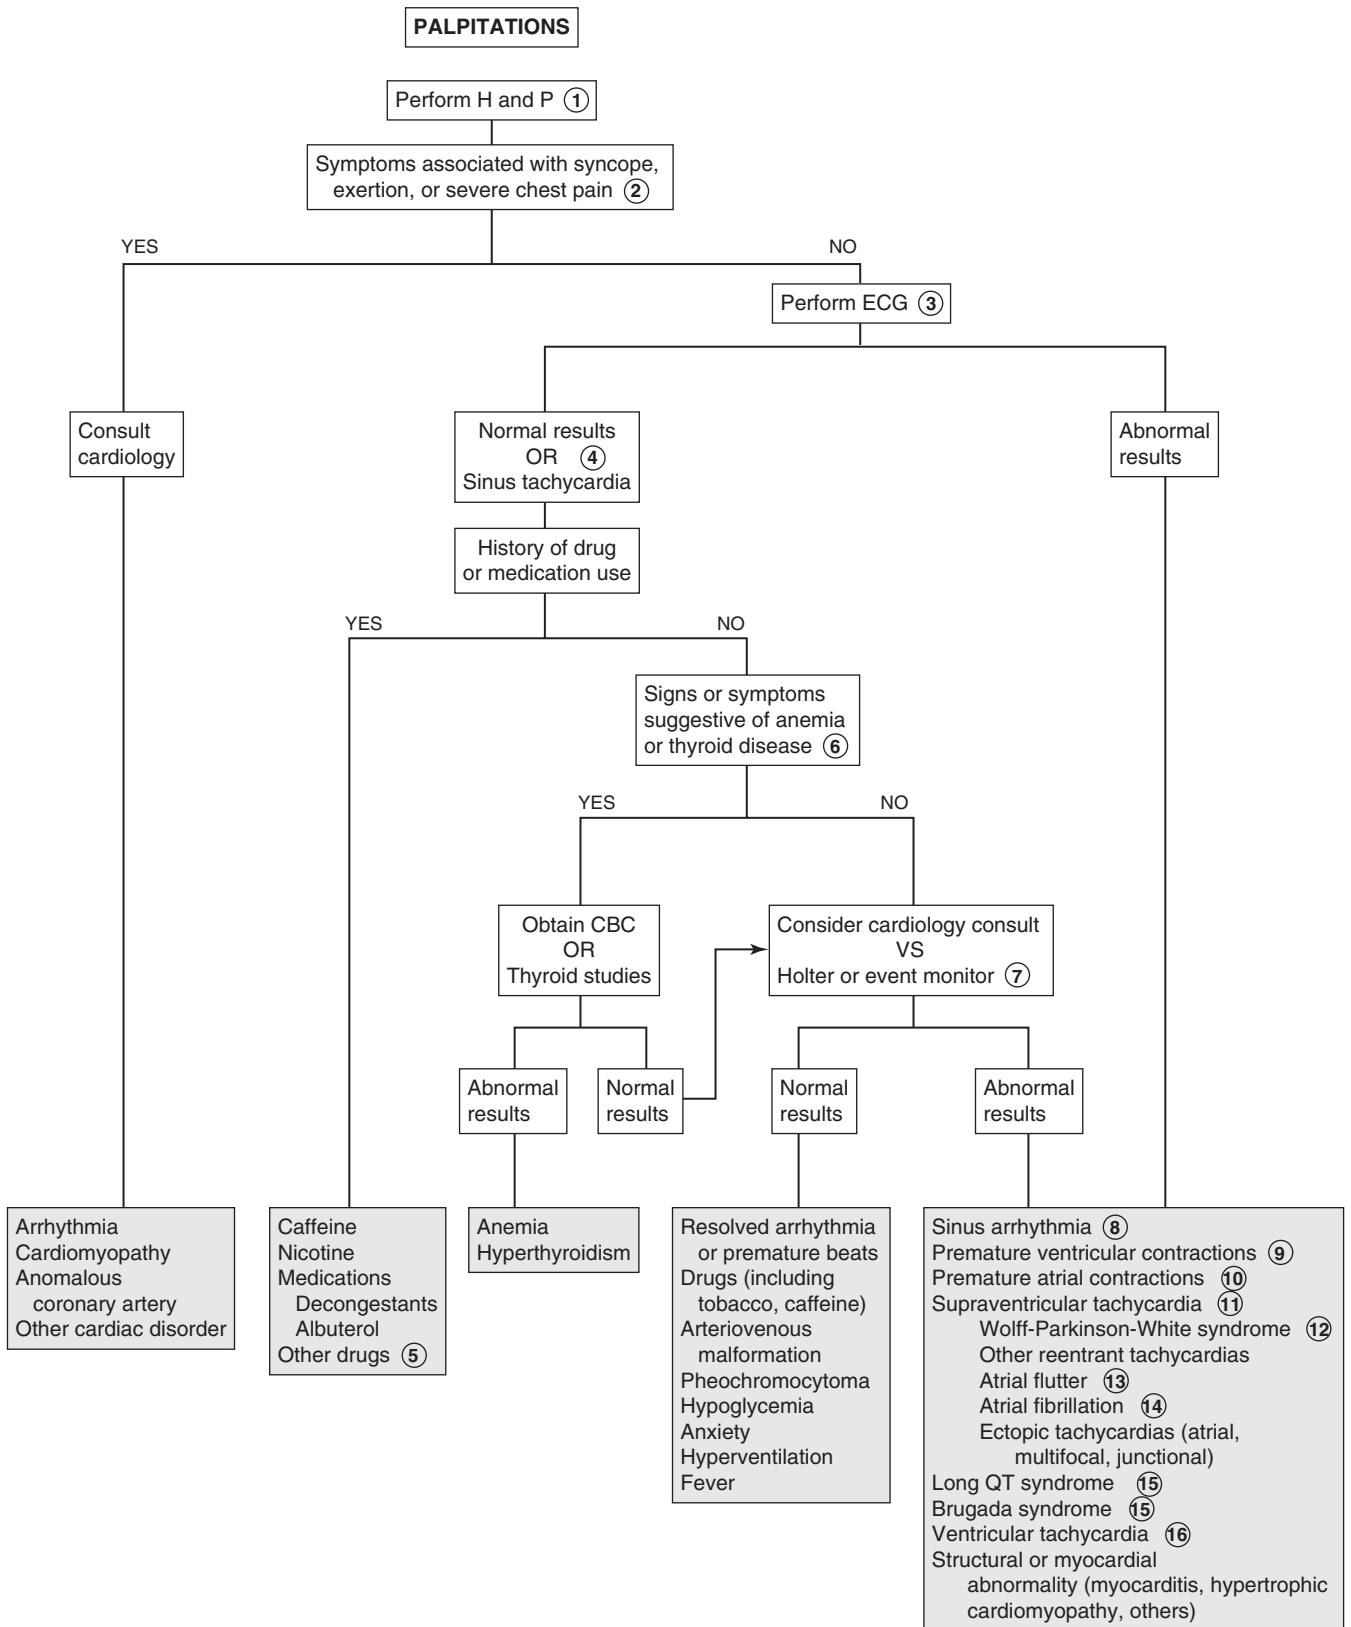 PALPITATIONS
Perform H and P 1
Symptoms associated with syncope,
exertion, or severe chest pain 2
YES
NO
Perform ECG 3
Consult
cardiology
Normal results
OR 4
Sinus tachycardia
Abnormal
results
History of drug
or medication use
YES
NO
Signs or symptoms
suggestive of anemia
or thyroid disease 6
YES
NO
Obtain CBC
OR
Thyroid studies
Consider cardiology consult
VS
Holter or event monitor 7
Abnormal
results
Normal
results
Normal
results
Abnormal
results
Arrhythmia
Cardiomyopathy
Anomalous
coronary artery
Other cardiac disorder
Caffeine
Nicotine
Medications
Decongestants
Albuterol
Other drugs 5
Anemia
Hyperthyroidism
Resolved arrhythmia
or premature beats
Drugs (including
tobacco, caffeine)
Arteriovenous
malformation
Pheochromocytoma
Hypoglycemia
Anxiety
Hyperventilation
Fever
Sinus arrhythmia 8
Premature ventricular contractions 9
Premature atrial contractions 10
Supraventricular tachycardia 11
Wolff-Parkinson-White syndrome 12
Other reentrant tachycardias
Atrial flutter 13
Atrial fibrillation 14
Ectopic tachycardias (atrial,
multifocal, junctional)
Long QT syndrome 15
Brugada syndrome 15
Ventricular tachycardia 16
Structural or myocardial
abnormality (myocarditis, hypertrophic
cardiomyopathy, others)